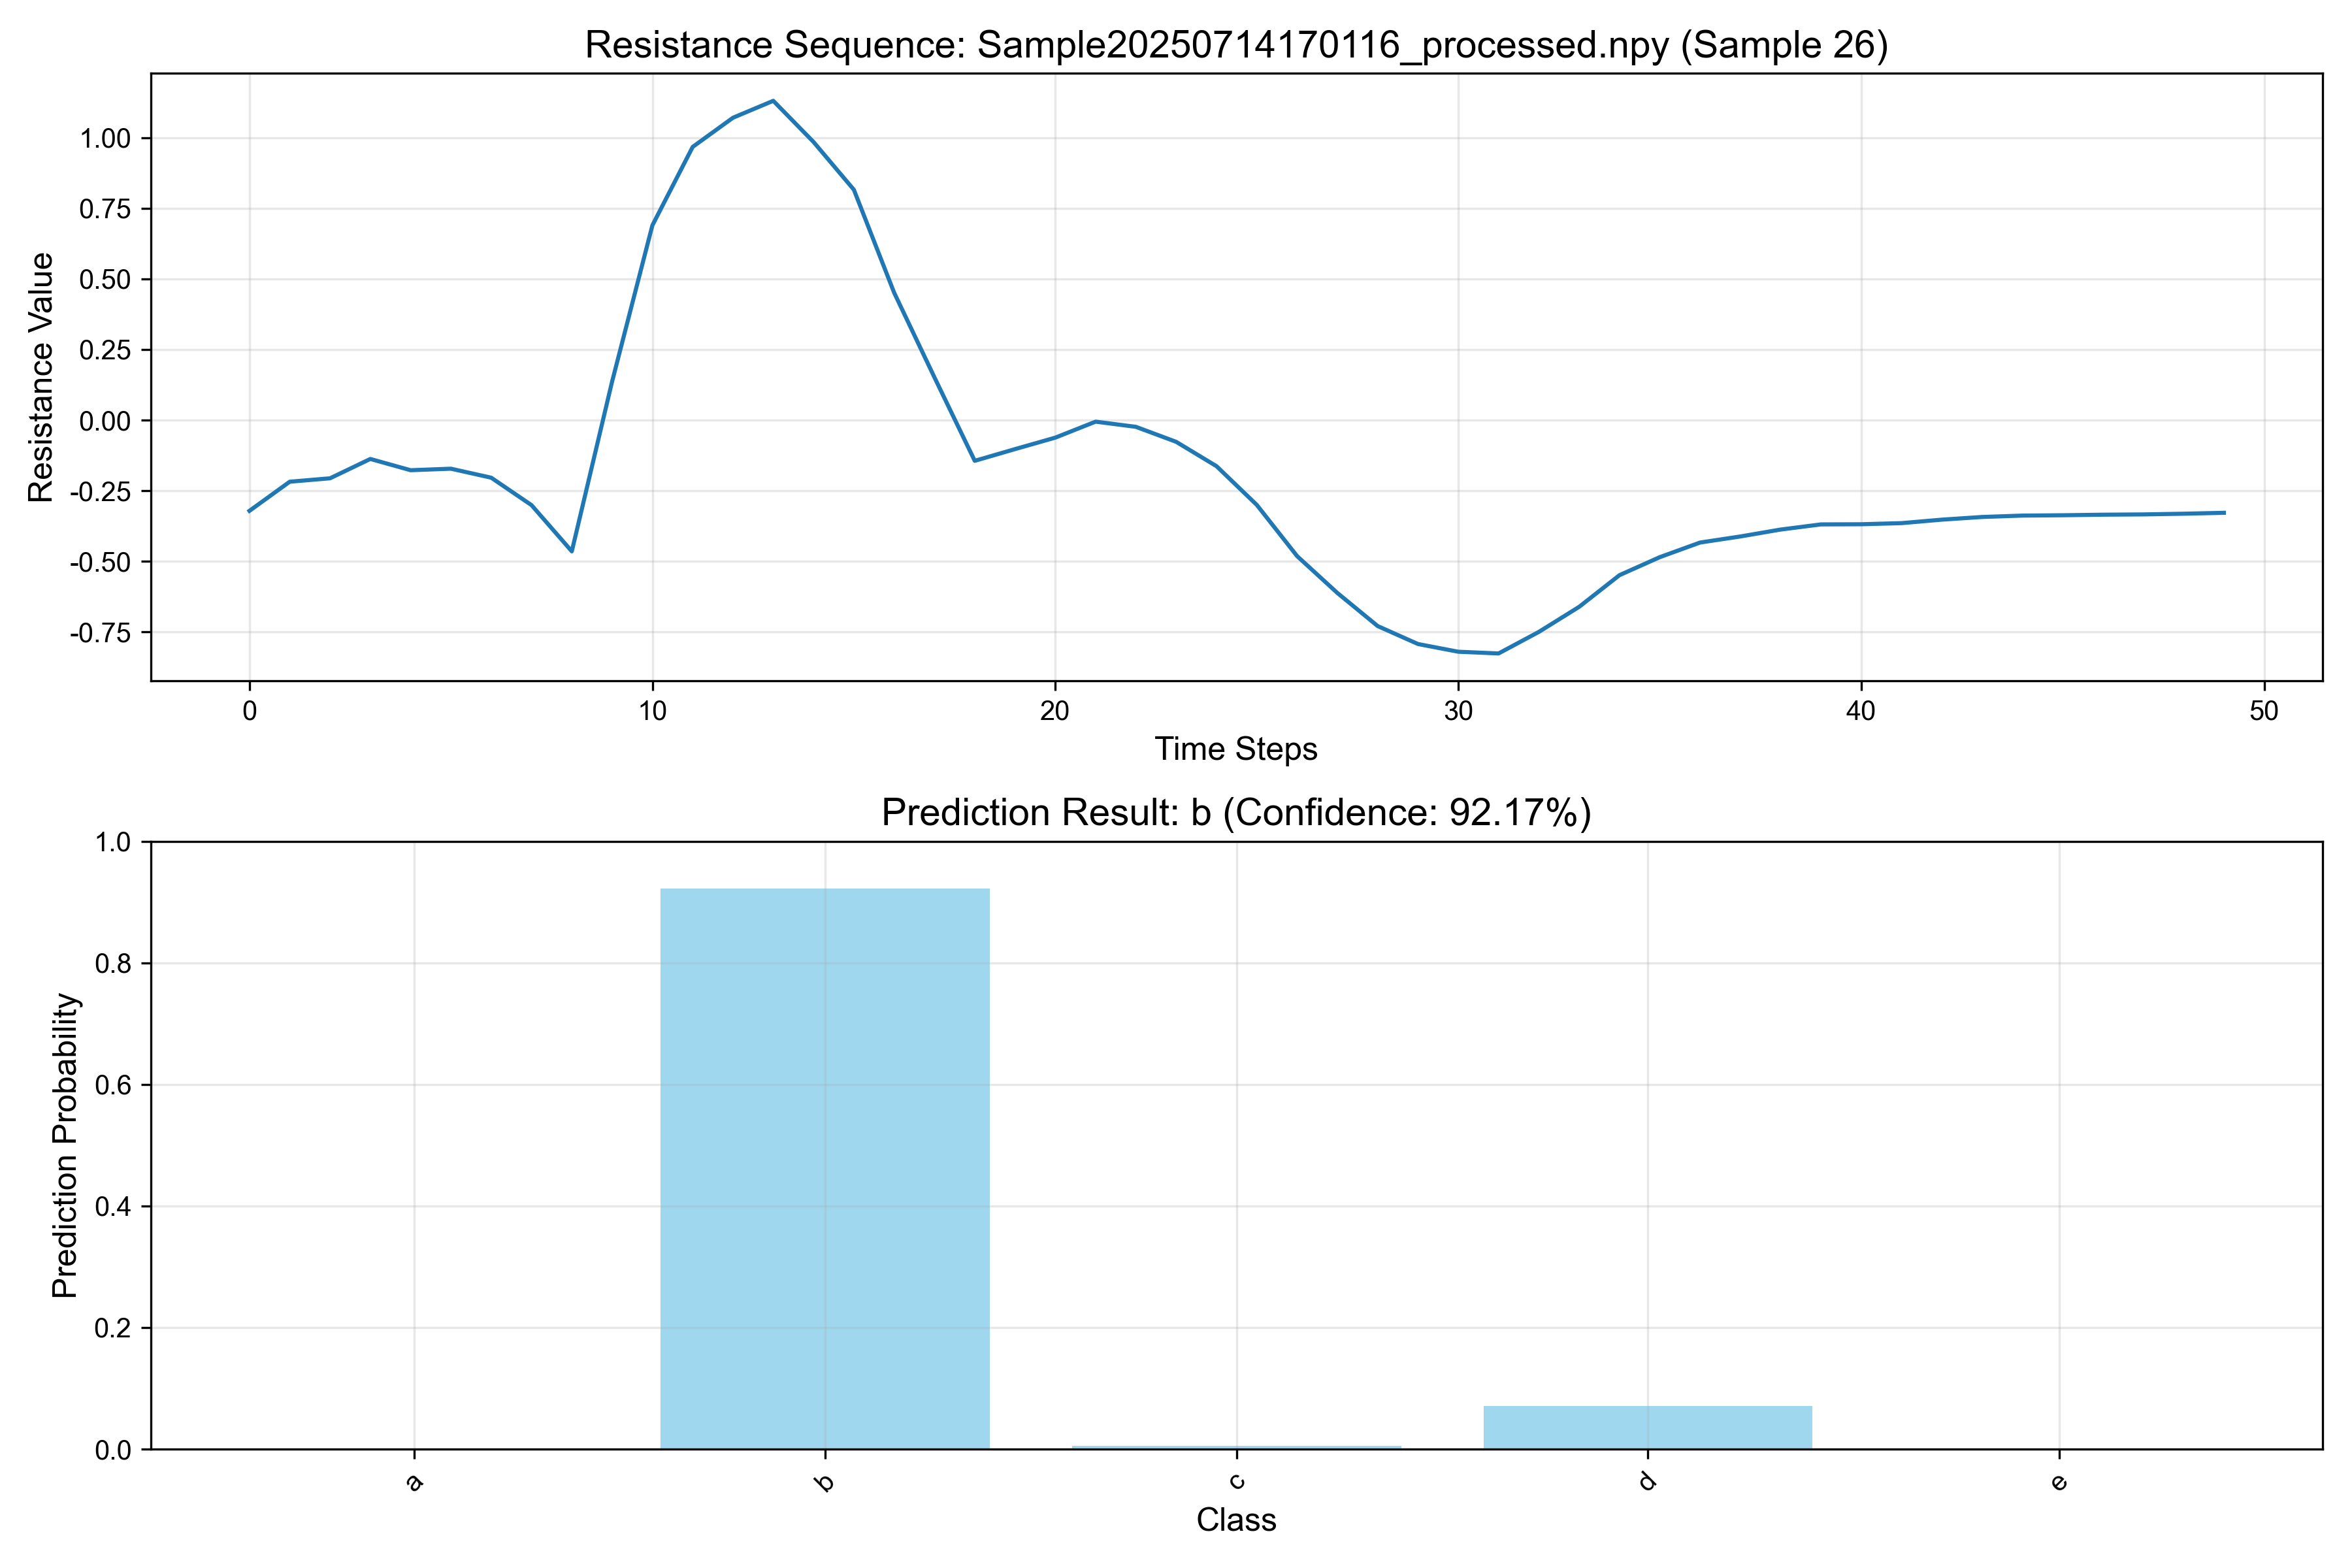 Resistance Sequence: Sample20250714170116_processed.npy (Sample 26)
Resistance Value
1.00
0.75
0.50
0.25
0.00
-0.25
-0.50
-0.75
0
10
20
30
40
50
Time Steps
Prediction Result: b (Confidence: 92.17%)
Prediction Probability
1.0
0.8
0.6
0.4
0.2
0.0
a
b
c
d
e
Class